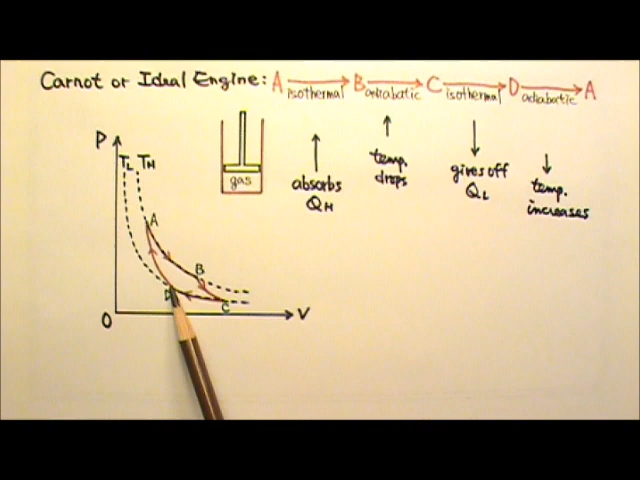 Carnot or Ideal Engine: A isothermal B adiabatic C isothermal D adiabatic A
gas
absorbs
QH
temp.
drops
gives off
QL
temp.
increases
P
TL TH
A
B
D
C
O
V